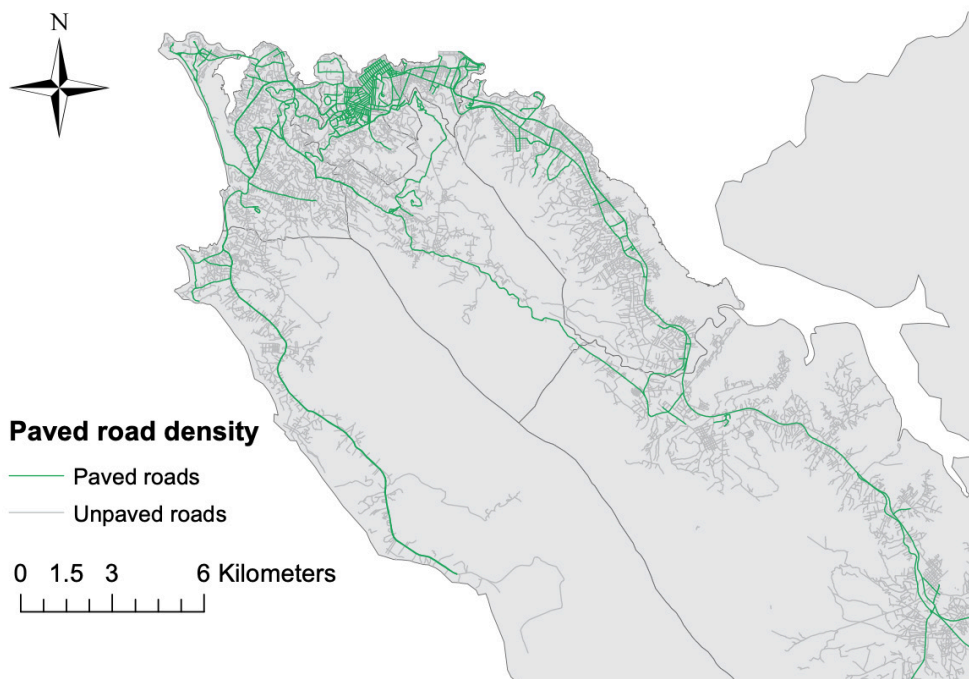 N
Paved road density
Paved roads
Unpaved roads
0 1.5 3 6 Kilometers